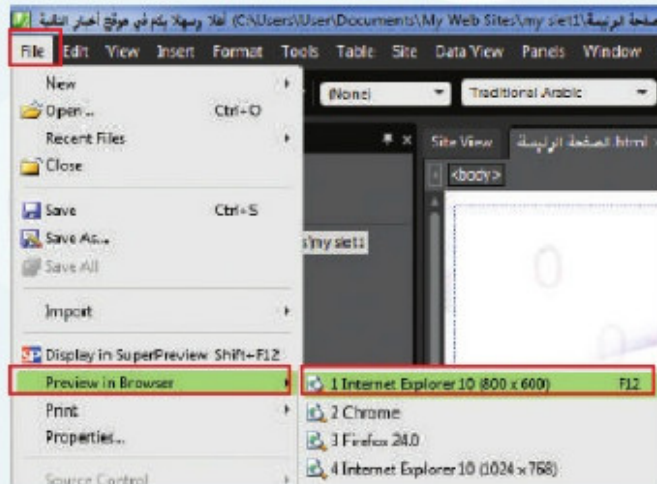 أهلا وسهلا بكم في موقع أخبار التقنية (C:\Users\User\Documents\My Web Sites\my siet1\الصفحة الرئيسة
File Edit View Insert Format Tools Table Site Data View Panels Window
(None) Traditional Arabic
New
Open... Ctrl+O
Recent Files
Close
Save Ctrl+S
Save As...
Save All
Import
Display in SuperPreview Shift+F12
Preview in Browser
Print
Properties...
Source Control
Site View الصفحة الرئيسة.html
<body>
s\my siet1
1 Internet Explorer 10 (800 x 600) F12
2 Chrome
3 Firefox 24.0
4 Internet Explorer 10 (1024 x 768)